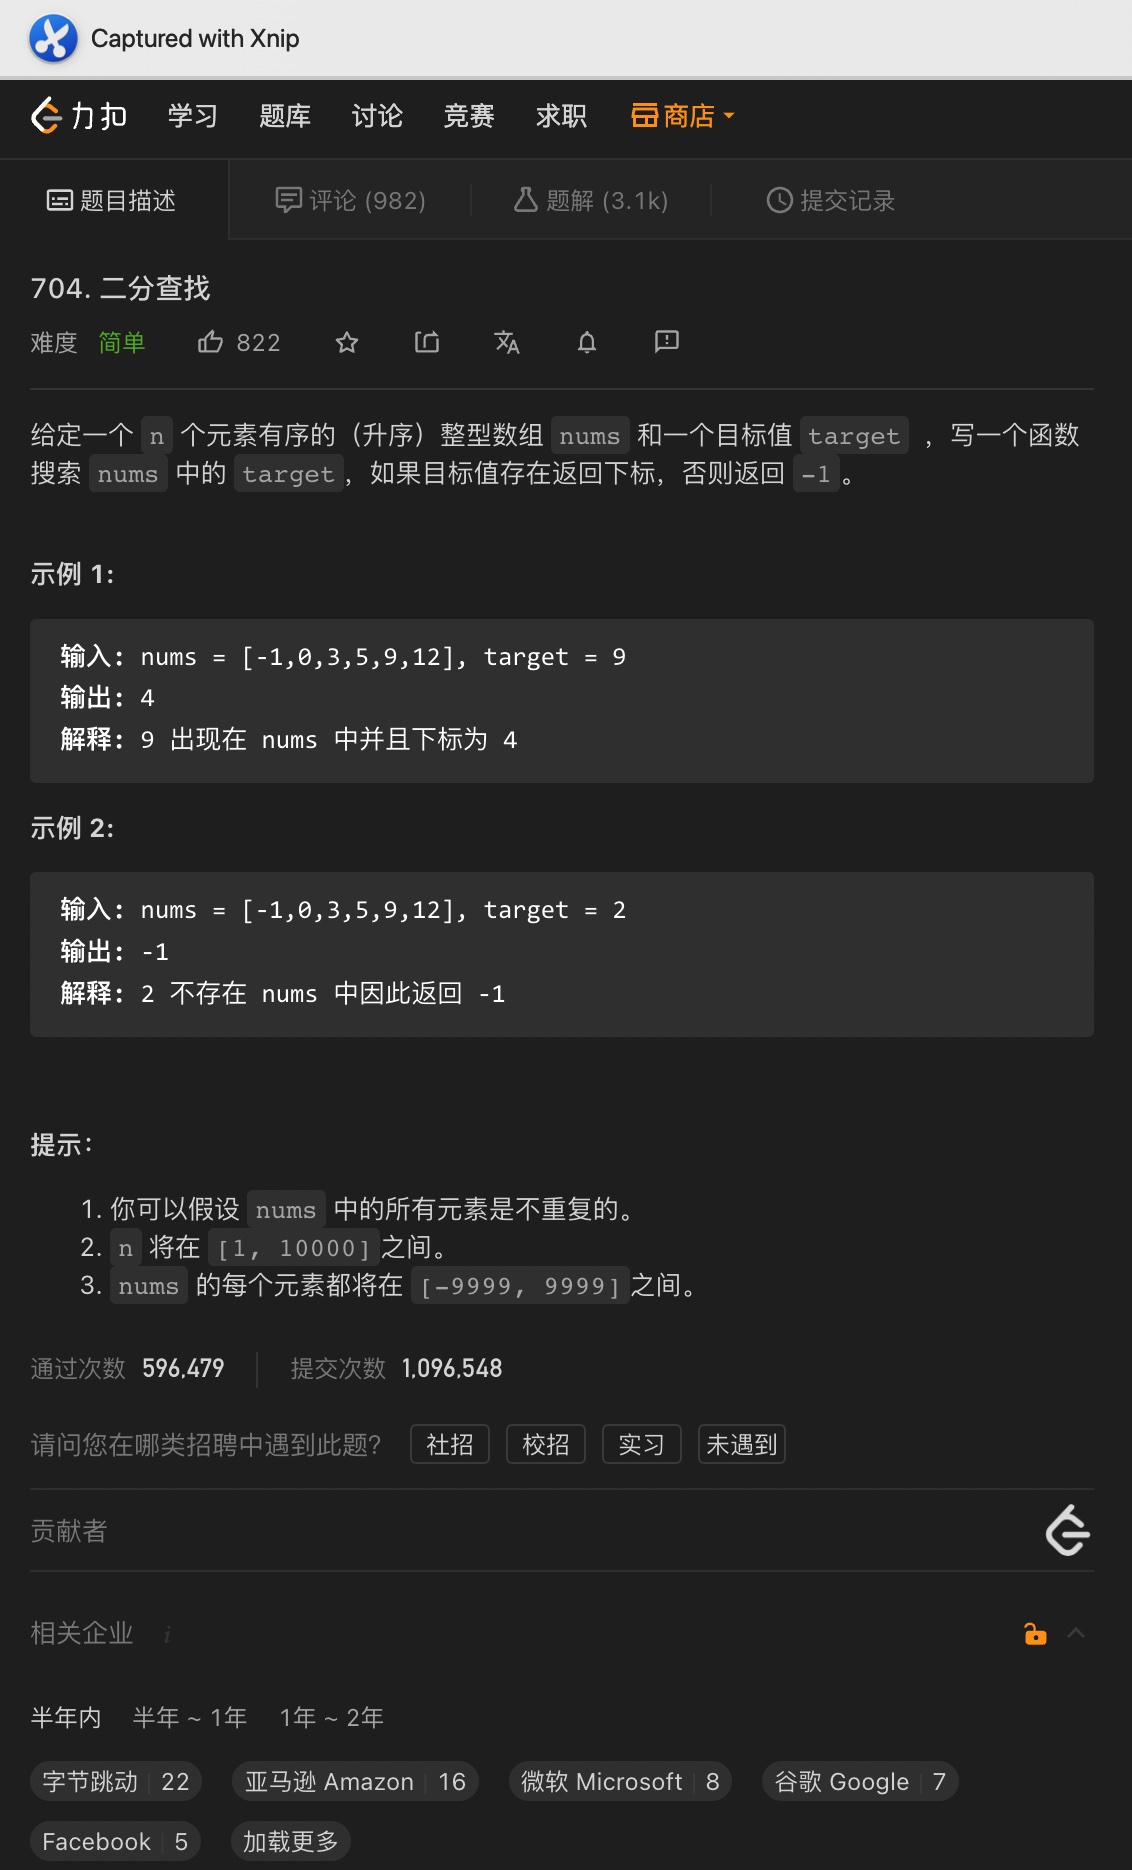 Captured with Xnip
力扣 学习 题库 讨论 竞赛 求职 商店
题目描述 评论 (982) 题解 (3.1k) 提交记录
704. 二分查找
难度 简单 822
给定一个 n 个元素有序的（升序）整型数组 nums 和一个目标值 target ，写一个函数
搜索 nums 中的 target，如果目标值存在返回下标，否则返回 -1。
示例 1:
输入: nums = [-1,0,3,5,9,12], target = 9
输出: 4
解释: 9 出现在 nums 中并且下标为 4
示例 2:
输入: nums = [-1,0,3,5,9,12], target = 2
输出: -1
解释: 2 不存在 nums 中因此返回 -1
提示：
1. 你可以假设 nums 中的所有元素是不重复的。
2. n 将在 [1, 10000]之间。
3. nums 的每个元素都将在 [-9999, 9999]之间。
通过次数 596,479 提交次数 1,096,548
请问您在哪类招聘中遇到此题? 社招 校招 实习 未遇到
贡献者
相关企业 i
半年内 半年 ~ 1年 1年 ~ 2年
字节跳动 22 亚马逊 Amazon 16 微软 Microsoft 8 谷歌 Google 7
Facebook 5 加载更多